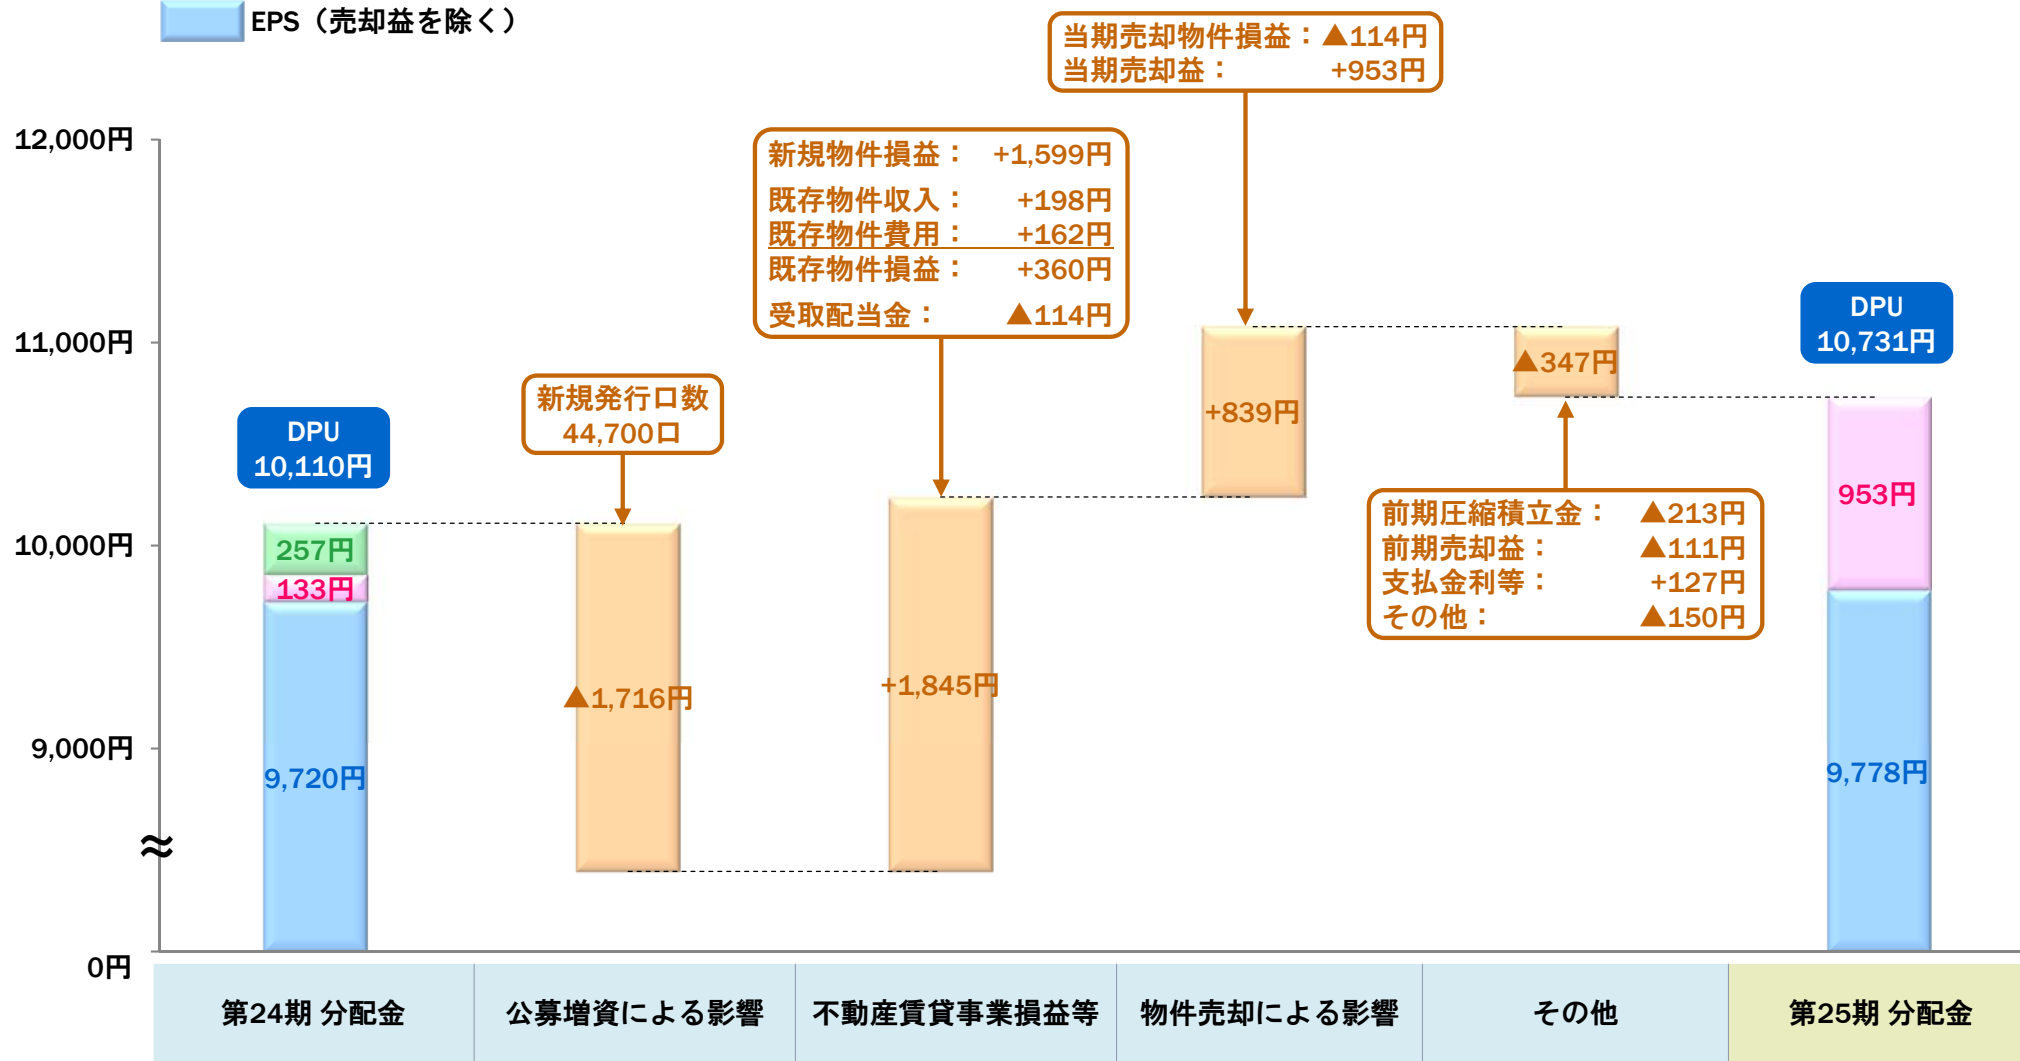 EPS（売却益を除く）
当期売却物件損益：▲114円
当期売却益： +953円
12,000円
新規物件損益： +1,599円
既存物件収入： +198円
既存物件費用： +162円
既存物件損益： +360円
受取配当金： ▲114円
11,000円
10,000円
9,000円
≈
0円
DPU
10,110円
257円
133円
9,720円
新規発行口数
44,700口
▲1,716円
+1,845円
+839円
▲347円
前期圧縮積立金： ▲213円
前期売却益： ▲111円
支払金利等： +127円
その他： ▲150円
DPU
10,731円
953円
9,778円
第24期 分配金
公募増資による影響
不動産賃貸事業損益等
物件売却による影響
その他
第25期 分配金